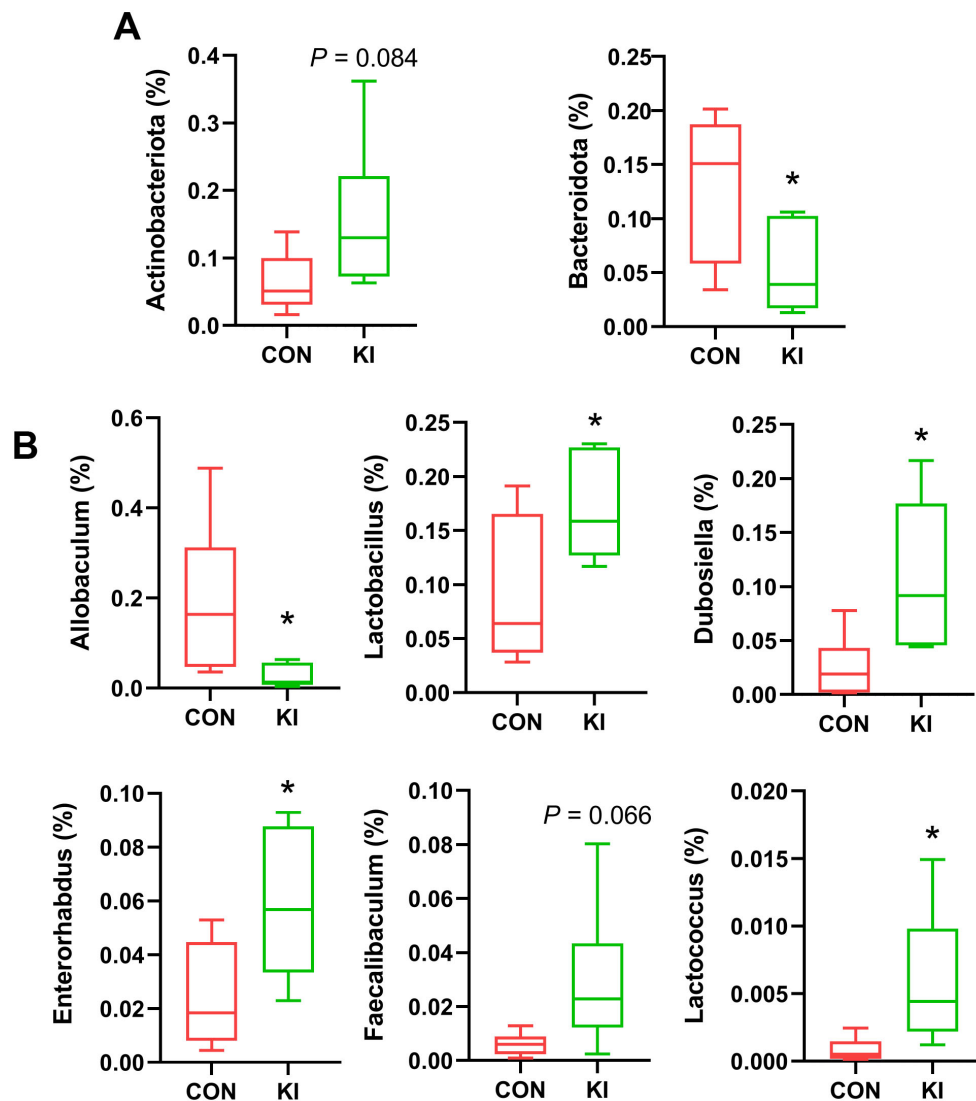 A
Actinobacteriota (%)
0.4
0.3
0.2
0.1
0.0
P = 0.084
CON KI
Bacteroidota (%)
0.25
0.20
0.15
0.10
0.05
0.00
*
CON KI
B
Allobaculum (%)
0.6
0.4
0.2
0.0
*
CON KI
Lactobacillus (%)
0.25
0.20
0.15
0.10
0.05
0.00
*
CON KI
Dubosiella (%)
0.25
0.20
0.15
0.10
0.05
0.00
*
CON KI
Enterorhabdus (%)
0.10
0.08
0.06
0.04
0.02
0.00
*
CON KI
Faecalibaculum (%)
0.10
0.08
0.06
0.04
0.02
0.00
P = 0.066
CON KI
Lactococcus (%)
0.020
0.015
0.010
0.005
0.000
*
CON KI